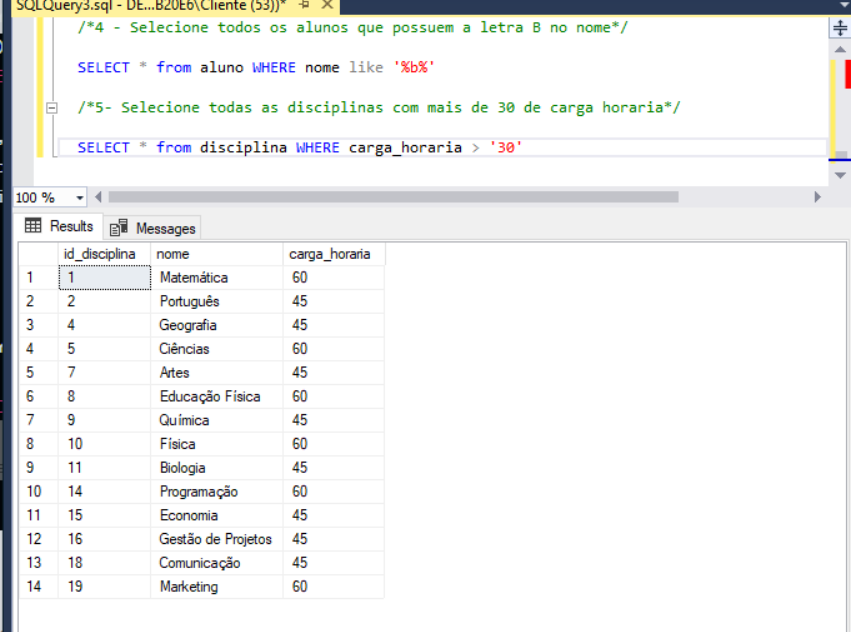 SQLQuery3.sql - DE...B20E6\Cliente (53))*
/*4 - Selecione todos os alunos que possuem a letra B no nome*/
SELECT * from aluno WHERE nome like '%b%'
/*5- Selecione todas as disciplinas com mais de 30 de carga horaria*/
SELECT * from disciplina WHERE carga_horaria > '30'
100 %
Results Messages
id_disciplina nome carga_horaria
1 1 Matemática 60
2 2 Português 45
3 4 Geografia 45
4 5 Ciências 60
5 7 Artes 45
6 8 Educação Física 60
7 9 Química 45
8 10 Física 60
9 11 Biologia 45
10 14 Programação 60
11 15 Economia 45
12 16 Gestão de Projetos 45
13 18 Comunicação 45
14 19 Marketing 60